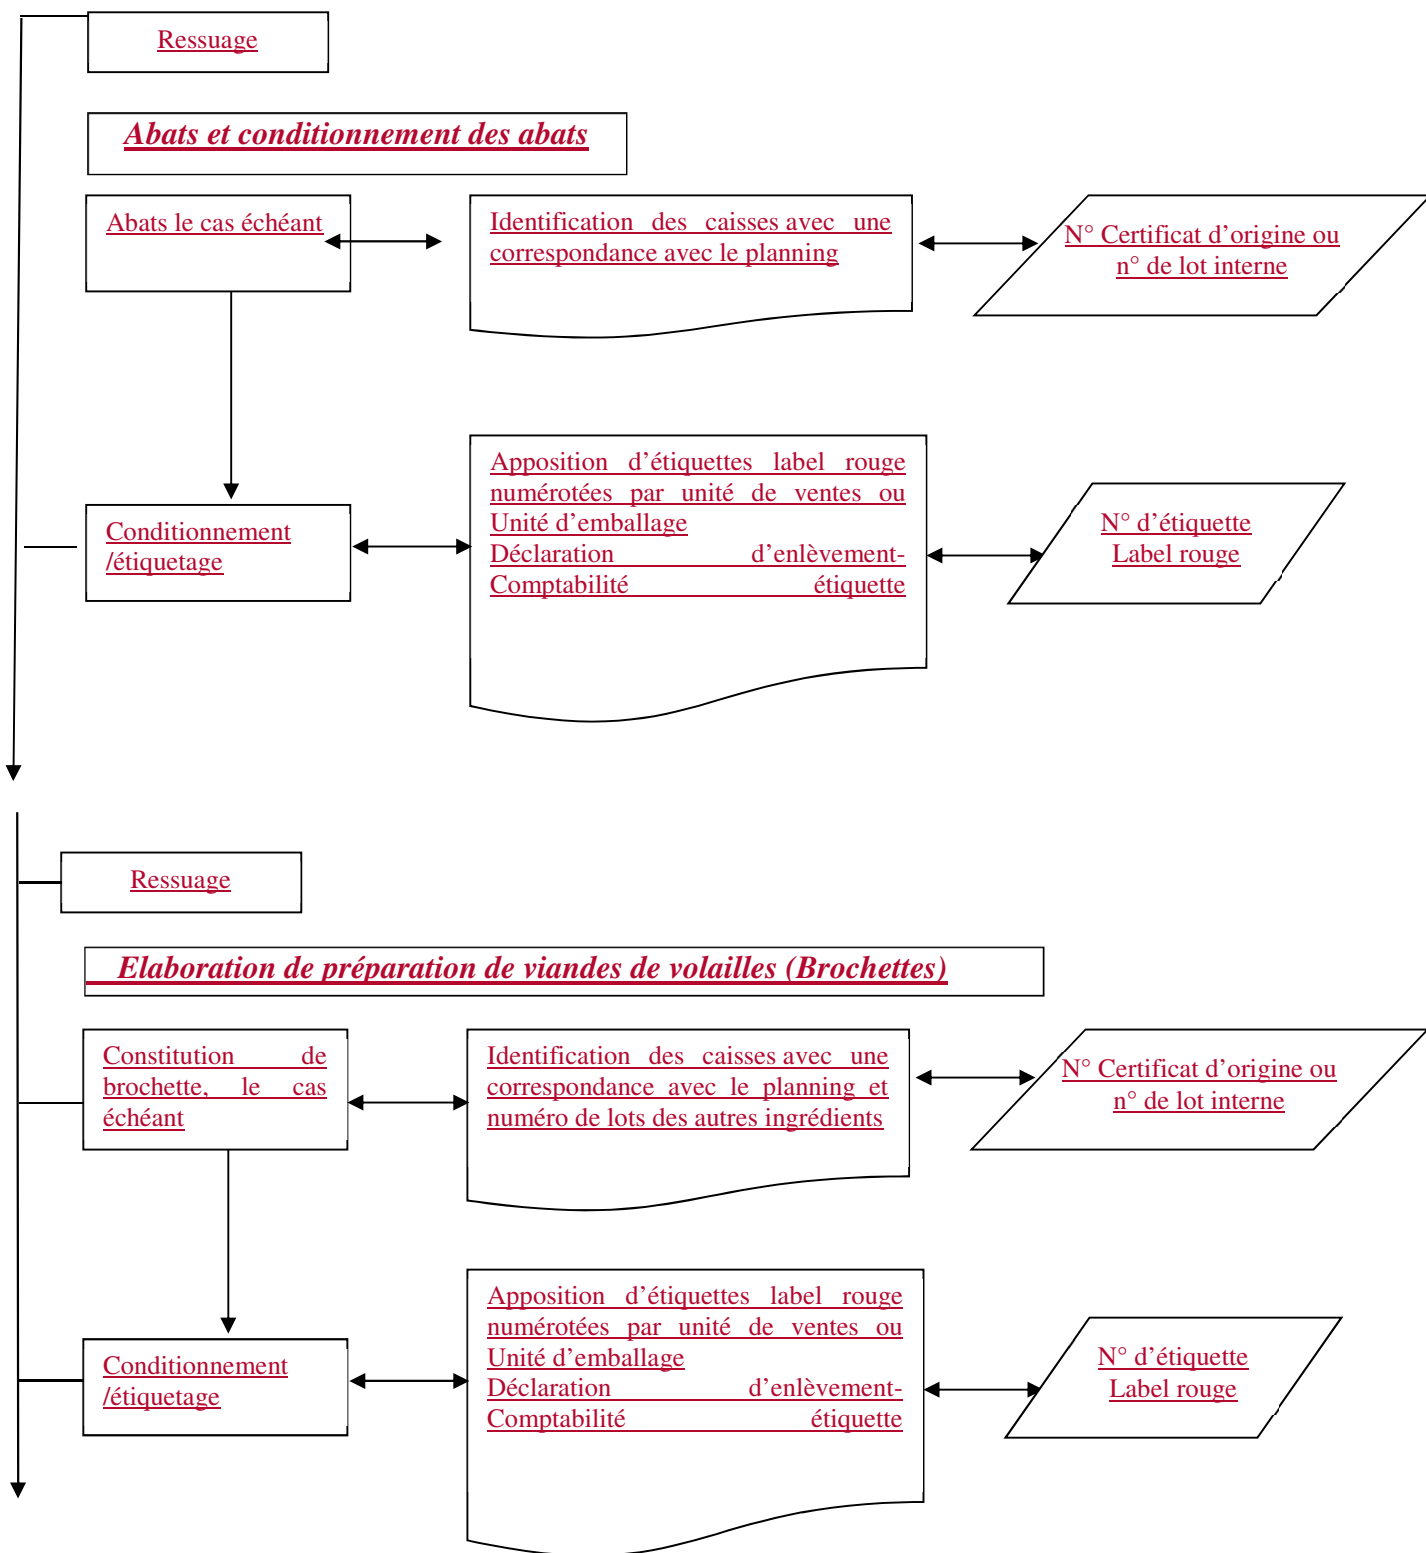 Ressuage
Abats et conditionnement des abats
Abats le cas échéant
Identification des caisses avec une
correspondance avec le planning
N° Certificat d'origine ou
n° de lot interne
Conditionnement
/étiquetage
Apposition d'étiquettes label rouge
numérotées par unité de ventes ou
Unité d'emballage
Déclaration d'enlèvement-
Comptabilité étiquette
N° d'étiquette
Label rouge
Ressuage
Elaboration de préparation de viandes de volailles (Brochettes)
Constitution de
brochette, le cas
échéant
Identification des caisses avec une
correspondance avec le planning et
numéro de lots des autres ingrédients
N° Certificat d'origine ou
n° de lot interne
Conditionnement
/étiquetage
Apposition d'étiquettes label rouge
numérotées par unité de ventes ou
Unité d'emballage
Déclaration d'enlèvement-
Comptabilité étiquette
N° d'étiquette
Label rouge